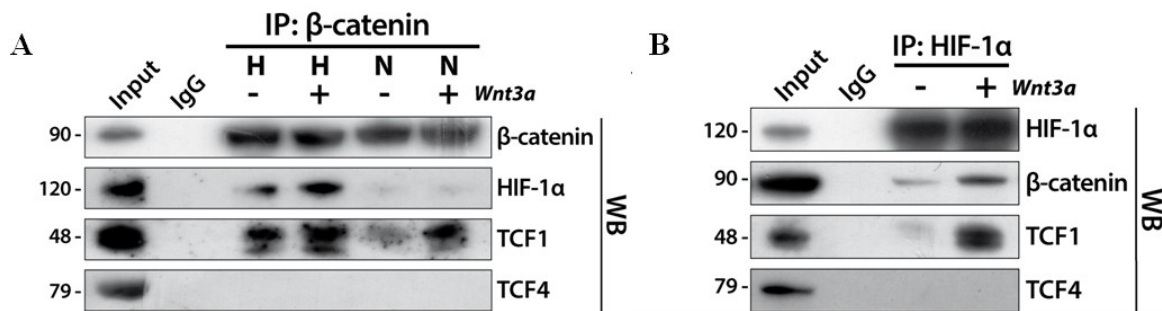 A
IP: β-catenin
Input IgG H H N N
- + - + Wnt3a
90 - β-catenin
120 - HIF-1α
48 - TCF1
79 - TCF4
WB
B
IP: HIF-1α
Input IgG - + Wnt3a
120 - HIF-1α
90 - β-catenin
48 - TCF1
79 - TCF4
WB